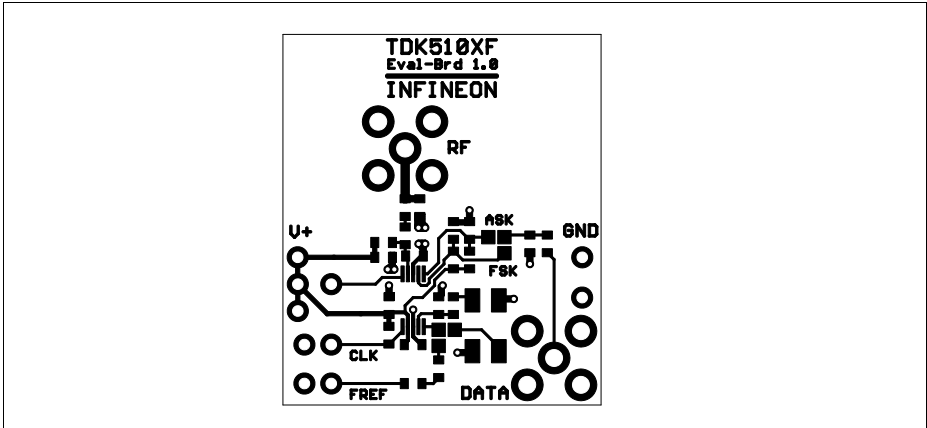 TDK510XF
Eval-Brd 1.0
INFINEON
RF
ASK
V+
GND
FSK
CLK
FREF
DATA